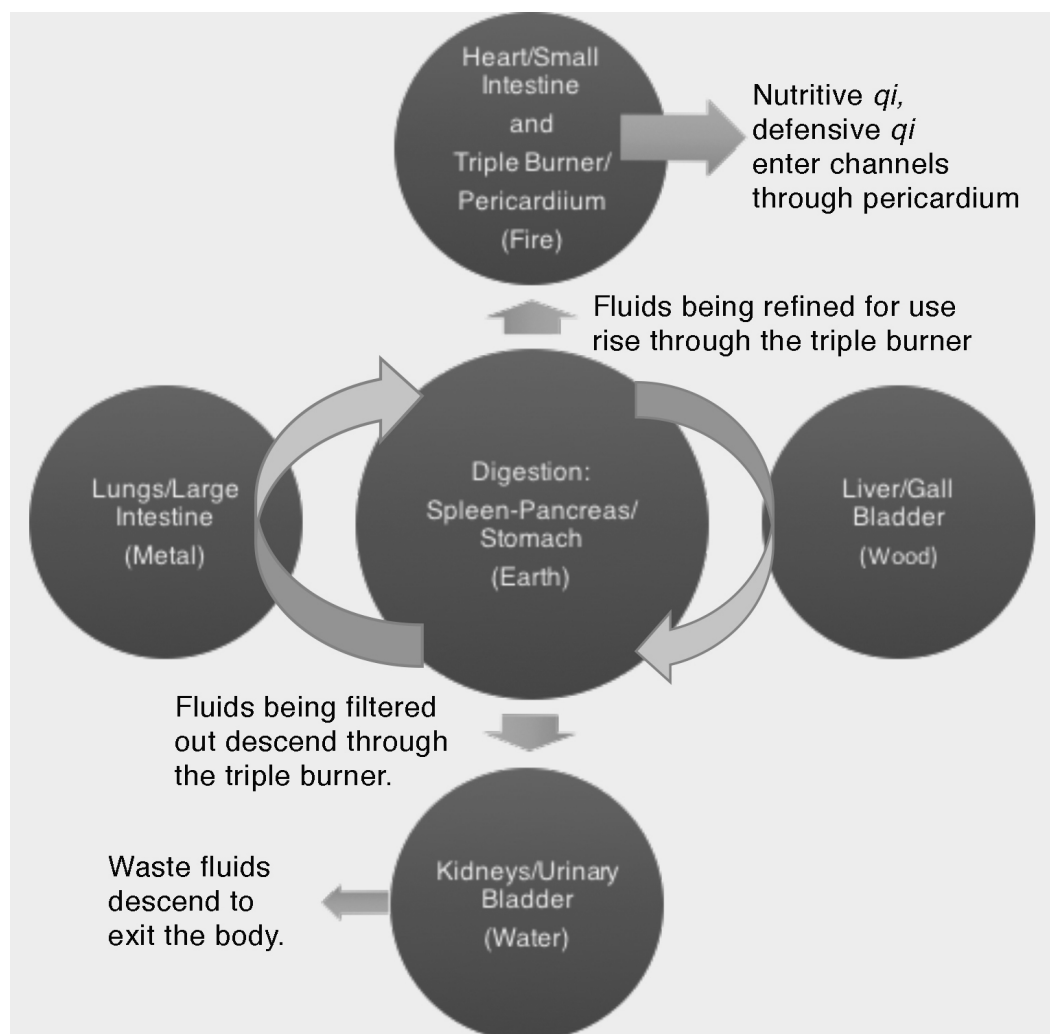 Heart/Small
Intestine
and
Triple Burner/
Pericardiium
(Fire)
Nutritive qi,
defensive qi
enter channels
through pericardium
Fluids being refined for use
rise through the triple burner
Lungs/Large
Intestine
(Metal)
Digestion:
Spleen-Pancreas/
Stomach
(Earth)
Liver/Gall
Bladder
(Wood)
Fluids being filtered
out descend through
the triple burner.
Waste fluids
descend to
exit the body.
Kidneys/Urinary
Bladder
(Water)